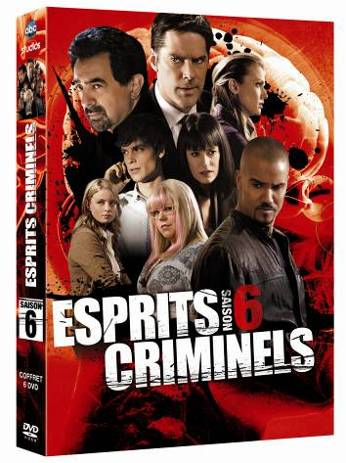 abc
studios
ESPRITS CRIMINELS
SAISON
6
COFFRET
6 DVD
DVD
ESPRITS
SAISON 6
CRIMINELS